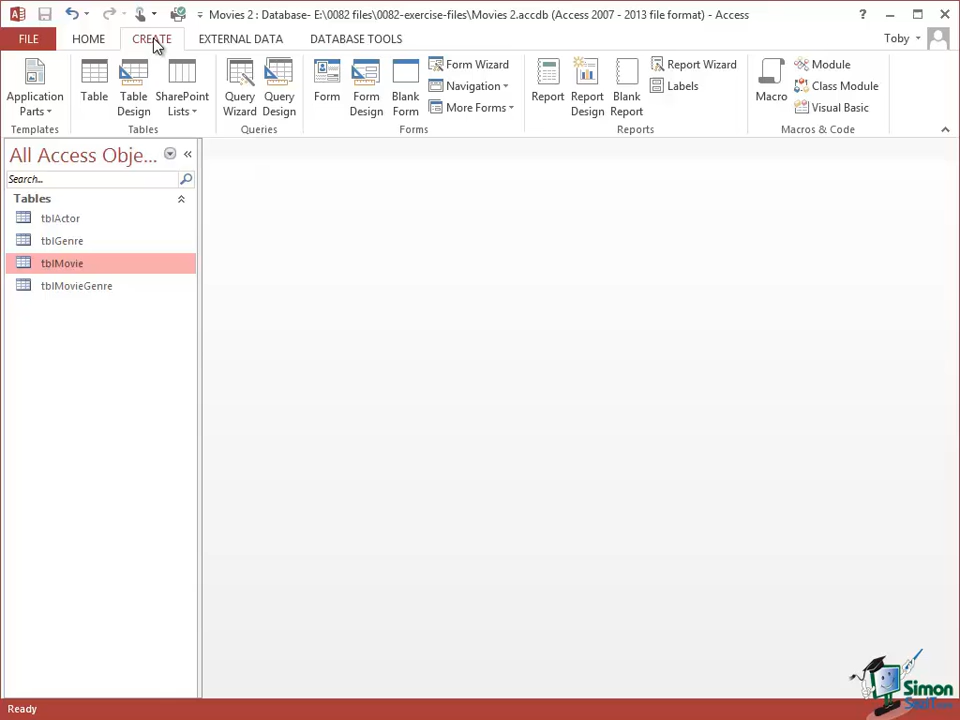 Movies 2 : Database- E:\0082 files\0082-exercise-files\Movies 2.accdb (Access 2007 - 2013 file format) - Access
?
FILE HOME CREATE EXTERNAL DATA DATABASE TOOLS Toby
Application Parts
Templates
Table
Table Design
SharePoint Lists
Tables
Query Wizard
Query Design
Queries
Form
Form Design
Blank Form
Form Wizard
Navigation
More Forms
Forms
Report
Report Design
Blank Report
Report Wizard
Labels
Reports
Macro
Module
Class Module
Visual Basic
Macros & Code
All Access Obje...
Search...
Tables
tblActor
tblGenre
tblMovie
tblMovieGenre
Ready
Simon